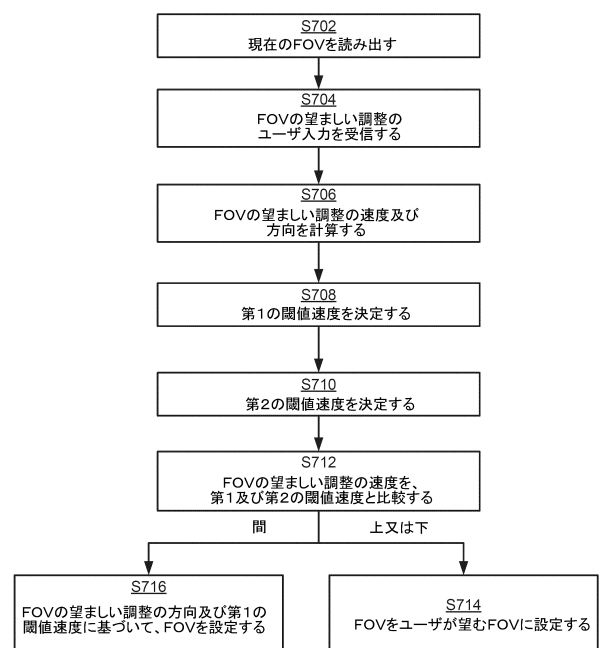 S702
現在のFOVを読み出す
S704
FOVの望ましい調整の
ユーザ入力を受信する
S706
FOVの望ましい調整の速度及び
方向を計算する
S708
第1の閾値速度を決定する
S710
第2の閾値速度を決定する
S712
FOVの望ましい調整の速度を、
第1及び第2の閾値速度と比較する
間
上又は下
S716
FOVの望ましい調整の方向及び第1の
閾値速度に基づいて、FOVを設定する
S714
FOVをユーザが望むFOVに設定する